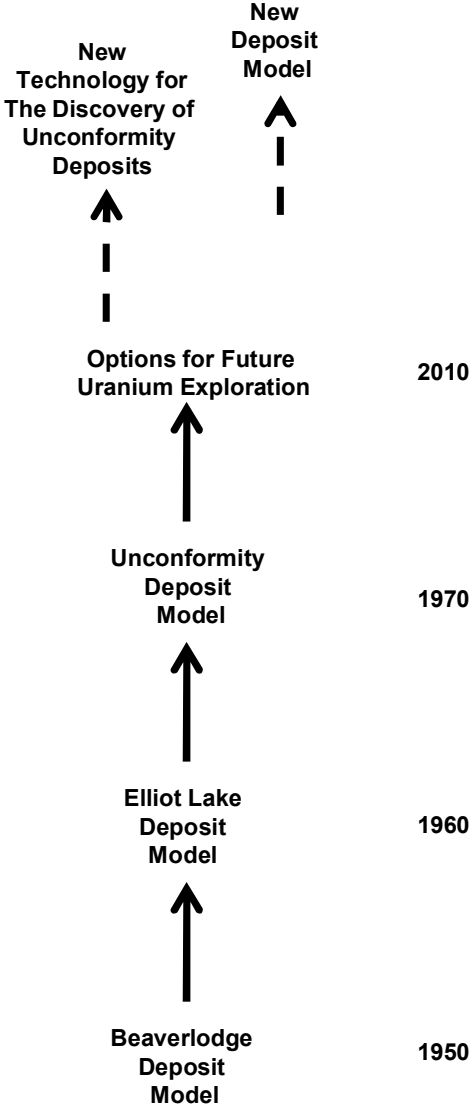 New
Deposit
Model
New
Technology for
The Discovery of
Unconformity
Deposits
Options for Future
Uranium Exploration
2010
Unconformity
Deposit
Model
1970
Elliot Lake
Deposit
Model
1960
Beaverlodge
Deposit
Model
1950